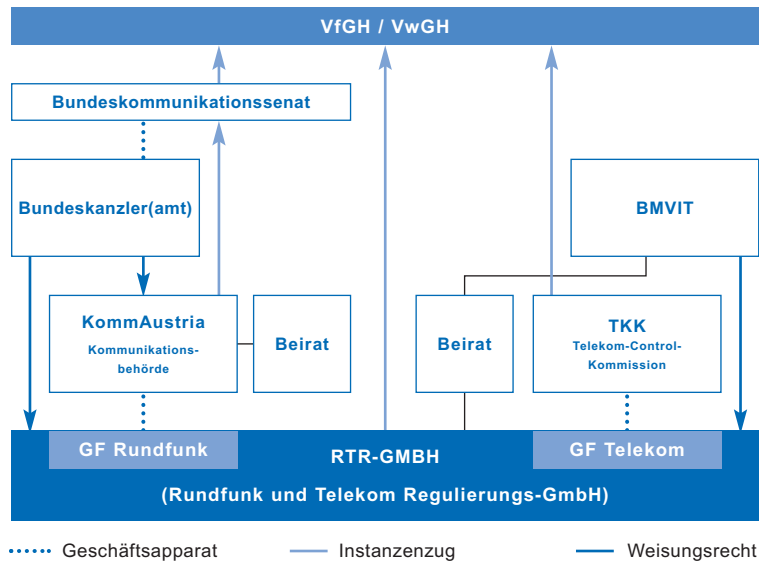 VfGH / VwGH
Bundeskommunikationssenat
Bundeskanzler(amt)
BMVIT
KommAustria
Kommunikations-
behörde
Beirat
Beirat
TKK
Telekom-Control-
Kommission
GF Rundfunk
RTR-GMBH
GF Telekom
(Rundfunk und Telekom Regulierungs-GmbH)
Geschäftsapparat
Instanzenzug
Weisungsrecht